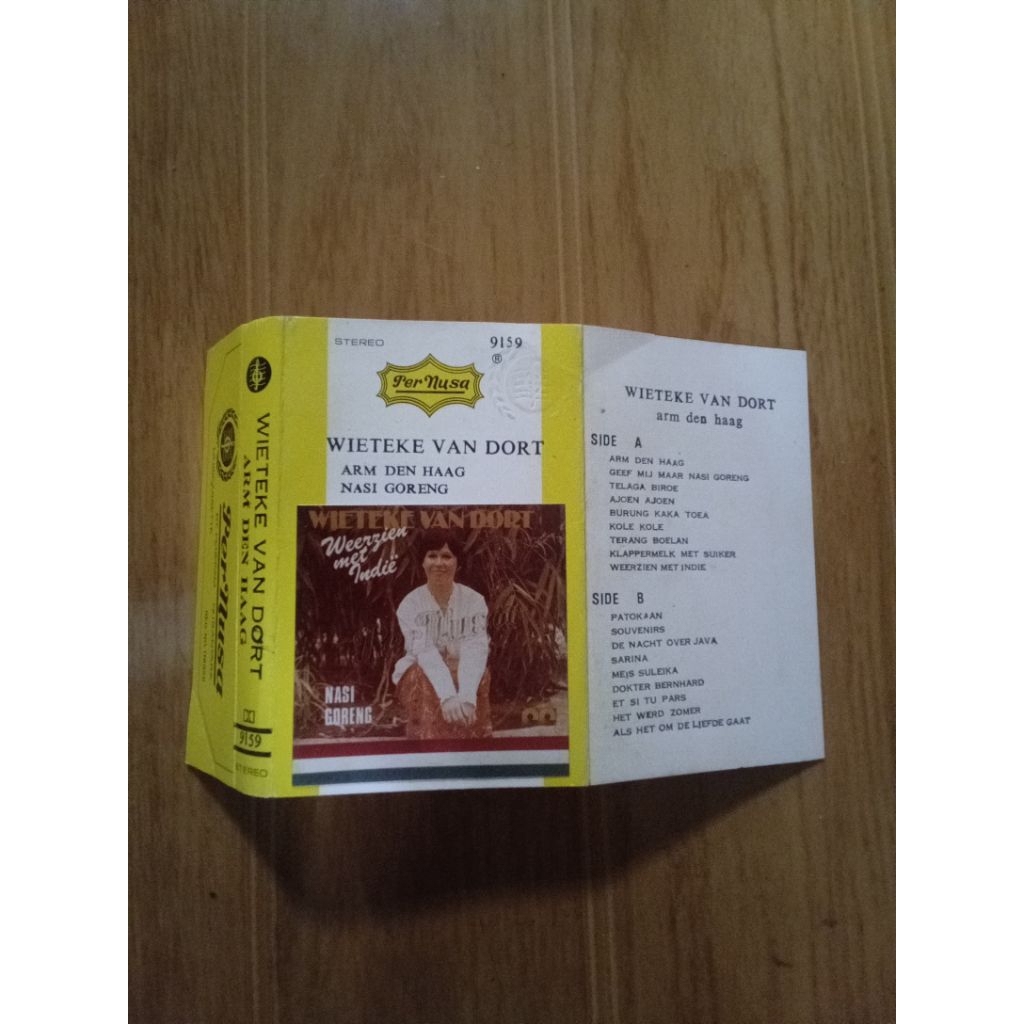 WIETEKE VAN DORT
ARM DEN HAAG
Per Nusa
9159
STEREO
STEREO
9159
®
Per Nusa
WIETEKE VAN DORT
ARM DEN HAAG
NASI GORENG
WIETEKE VAN DORT
Weerzien
met
Indië
NASI
GORENG
WIETEKE VAN DORT
arm den haag
SIDE A
ARM DEN HAAG
GEEF MIJ MAAR NASI GORENG
TELAGA BIROE
AJOEN AJOEN
BURUNG KAKA TOEA
KOLE KOLE
TERANG BOELAN
KLAPPERMELK MET SUIKER
WEERZIEN MET INDIE
SIDE B
PATOKAAN
SOUVENIRS
DE NACHT OVER JAVA
SARINA
MEIS SULEIKA
DOKTER BERNHARD
ET SI TU PARS
HET WERD ZOMER
ALS HET OM DE LIEFDE GAAT